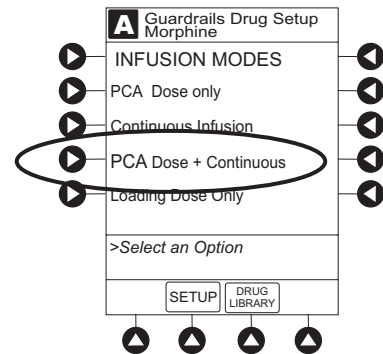 A Guardrails Drug Setup
Morphine
INFUSION MODES
PCA Dose only
Continuous Infusion
PCA Dose + Continuous
Loading Dose Only
>Select an Option
SETUP
DRUG
LIBRARY